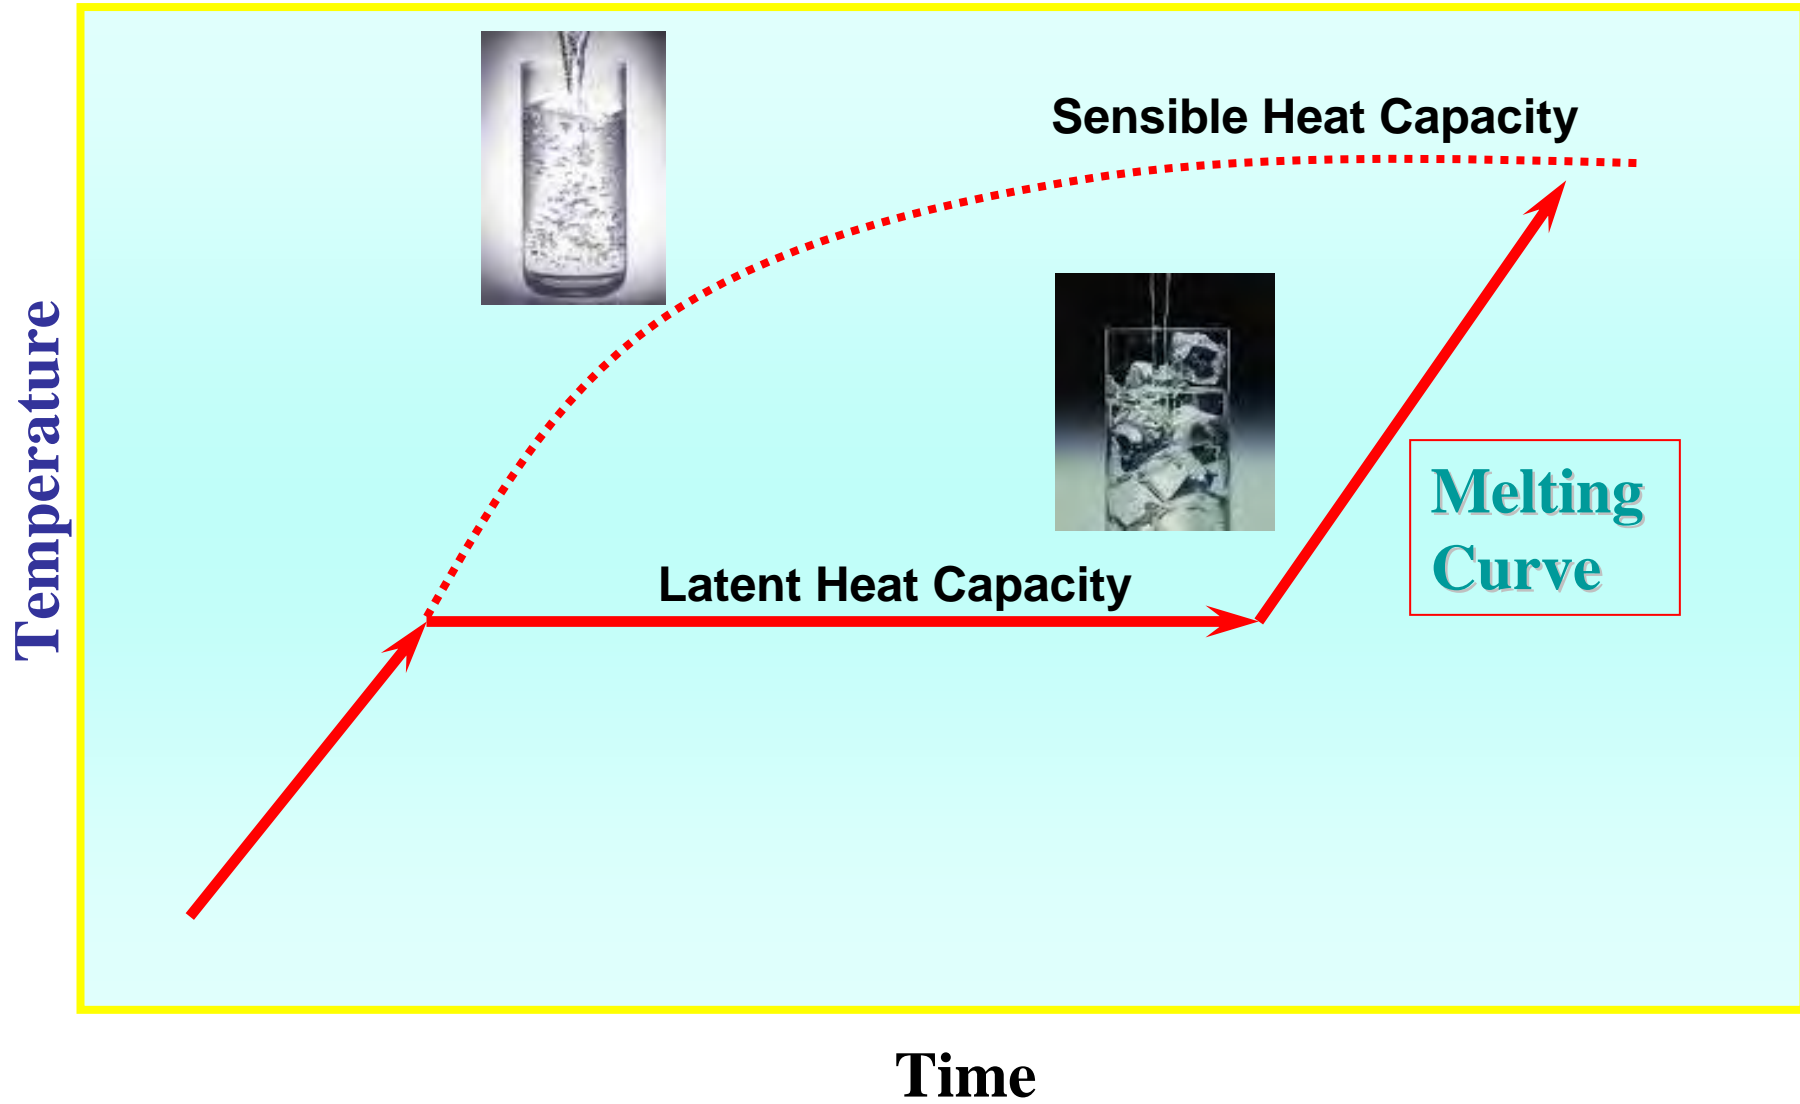 Sensible Heat Capacity
Temperature
Latent Heat Capacity
Melting
Curve
Time